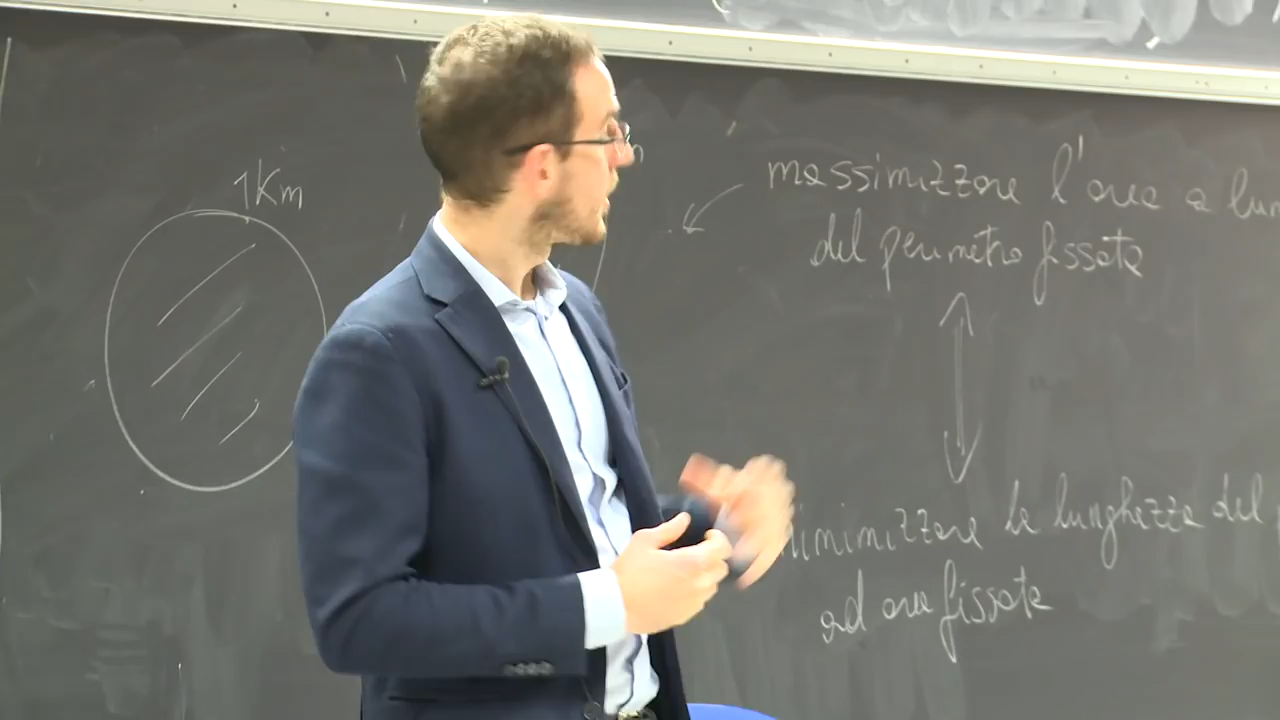 1Km
massimizzare l'area a lun
del perimetro fissata
minimizzare la lunghezza del p
ad area fissata